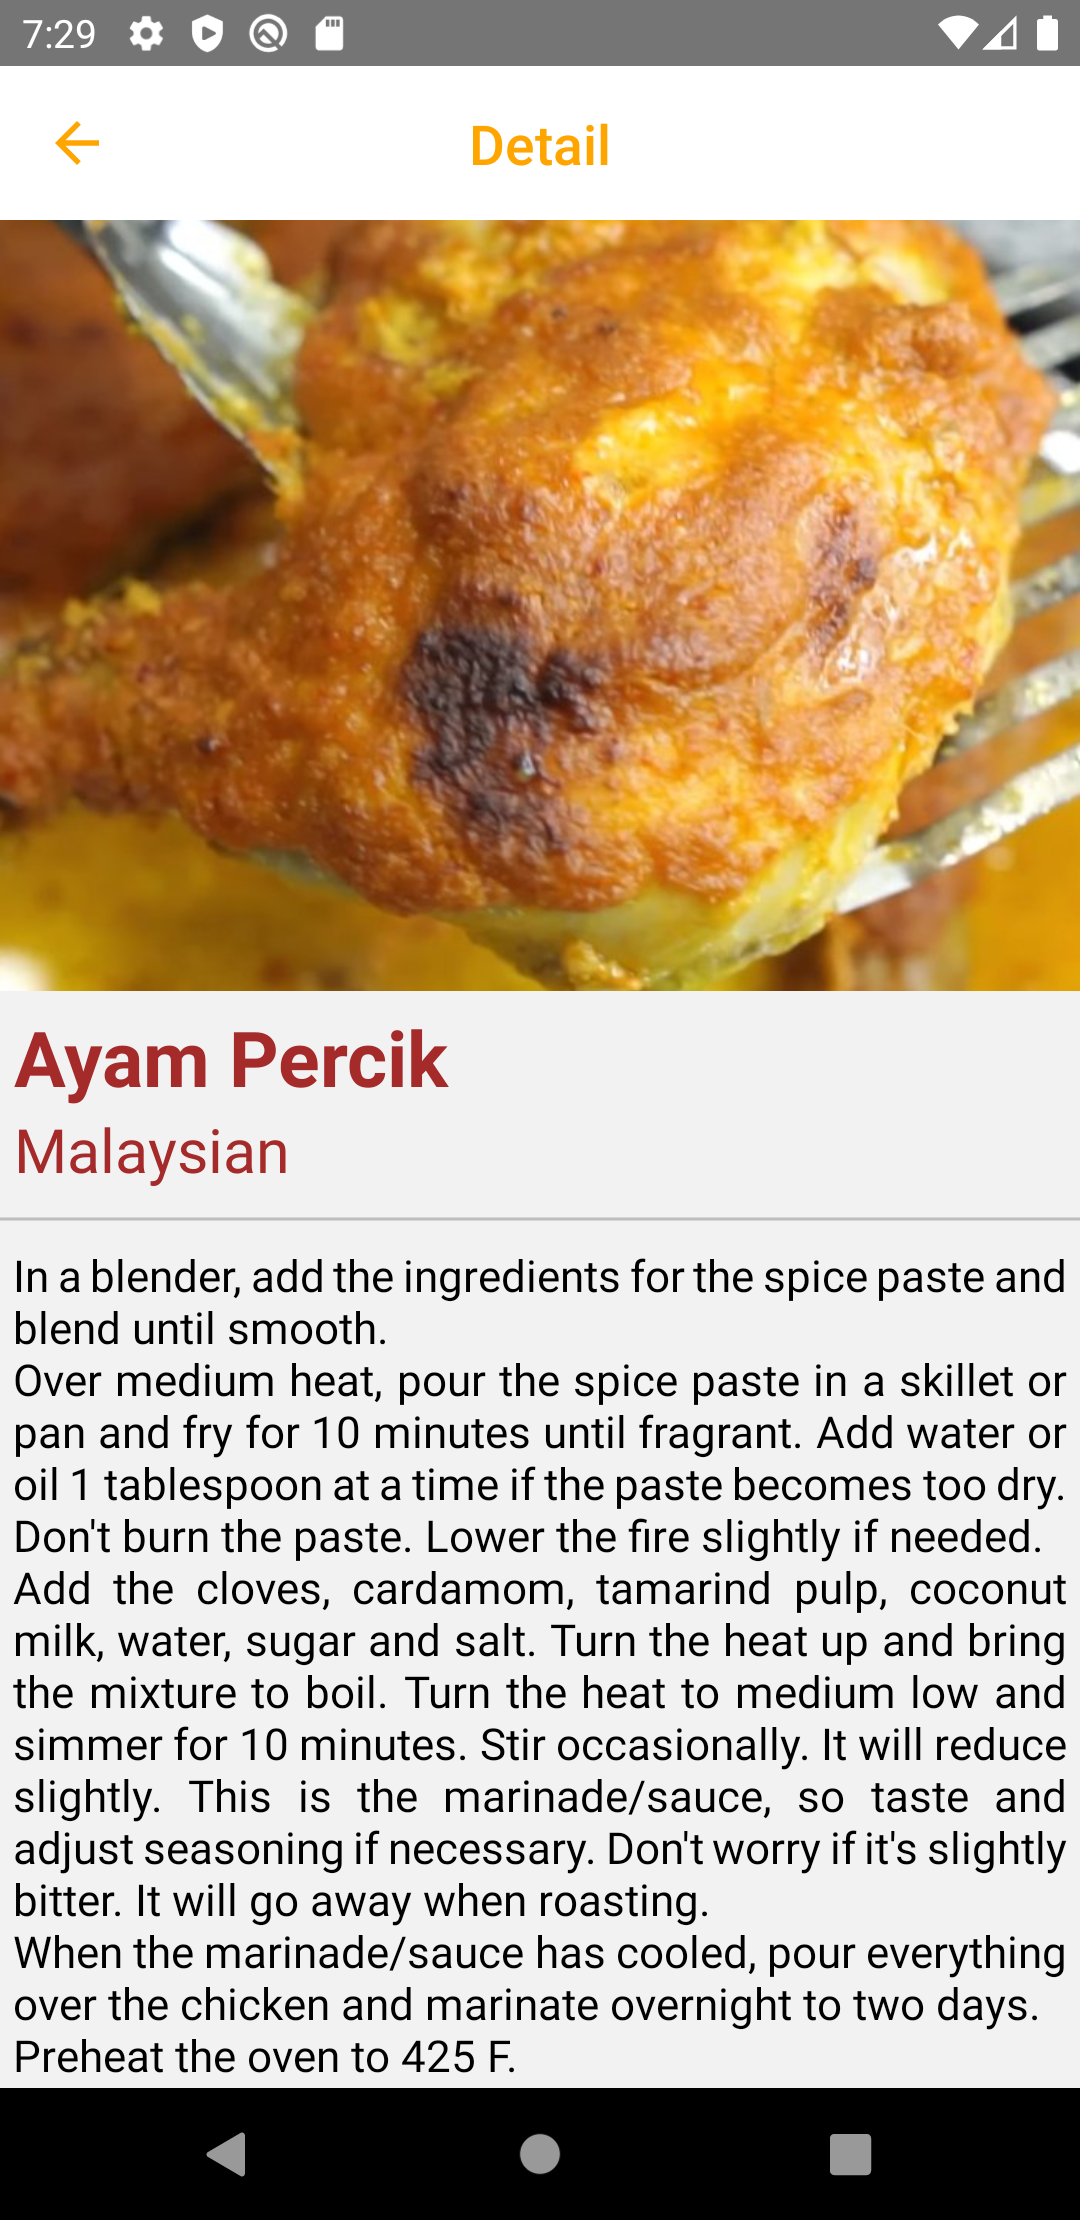 7:29
Detail
Ayam Percik
Malaysian
In a blender, add the ingredients for the spice paste and
blend until smooth.
Over medium heat, pour the spice paste in a skillet or
pan and fry for 10 minutes until fragrant. Add water or
oil 1 tablespoon at a time if the paste becomes too dry.
Don't burn the paste. Lower the fire slightly if needed.
Add the cloves, cardamom, tamarind pulp, coconut
milk, water, sugar and salt. Turn the heat up and bring
the mixture to boil. Turn the heat to medium low and
simmer for 10 minutes. Stir occasionally. It will reduce
slightly. This is the marinade/sauce, so taste and
adjust seasoning if necessary. Don't worry if it's slightly
bitter. It will go away when roasting.
When the marinade/sauce has cooled, pour everything
over the chicken and marinate overnight to two days.
Preheat the oven to 425 F.